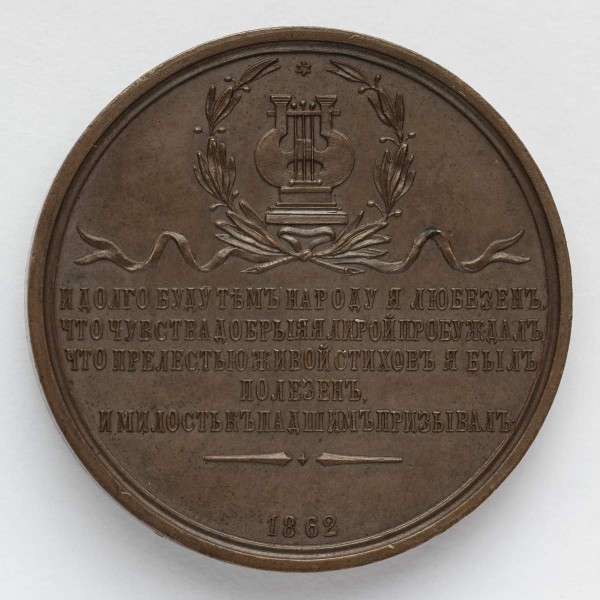 И ДОЛГО БУДУ ТѢМЪ НАРОДУ Я ЛЮБЕЗЕНЪ,
ЧТО ЧУВСТВА ДОБРЫЯ Я ЛИРОЙ ПРОБУЖДАЛЪ,
ЧТО ПРЕЛЕСТЬЮ ЖИВОЙ СТИХОВЪ Я БЫЛЪ
ПОЛЕЗЕНЪ,
И МИЛОСТЬ КЪ ПАДШИМЪ ПРИЗЫВАЛЪ.
1862